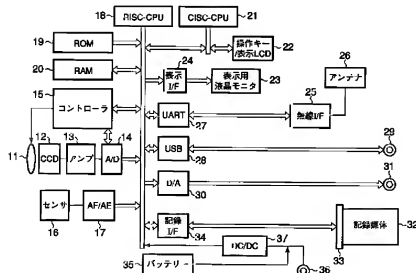 18 RISC-CPU
CISC-CPU 21
19 ROM
操作キー
/表示LCD 22
20 RAM
24
表示
I/F
表示用
液晶モニタ 23
26
アンテナ
15
コントローラ
25
UART
27
無線I/F
12 13 14
11 CCD アンプ A/D
USB
28
29
D/A
30
31
センサ
16
AF/AE
17
記録
I/F
34
記録媒体 32
33
DC/DC 37
35 バッテリー
36